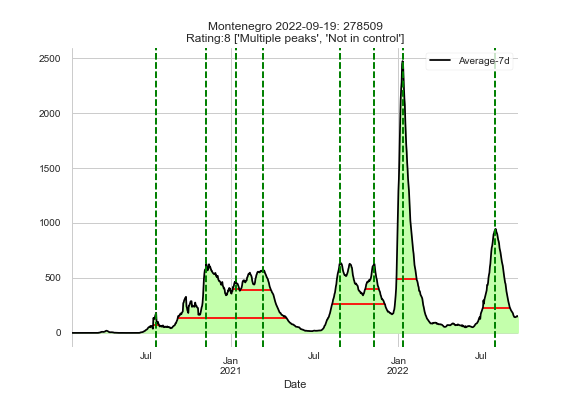 Montenegro 2022-09-19: 278509
Rating:8 ['Multiple peaks', 'Not in control']
Average-7d
2500
2000
1500
1000
500
0
Jul
Jan
2021
Jul
Jan
2022
Jul
Date